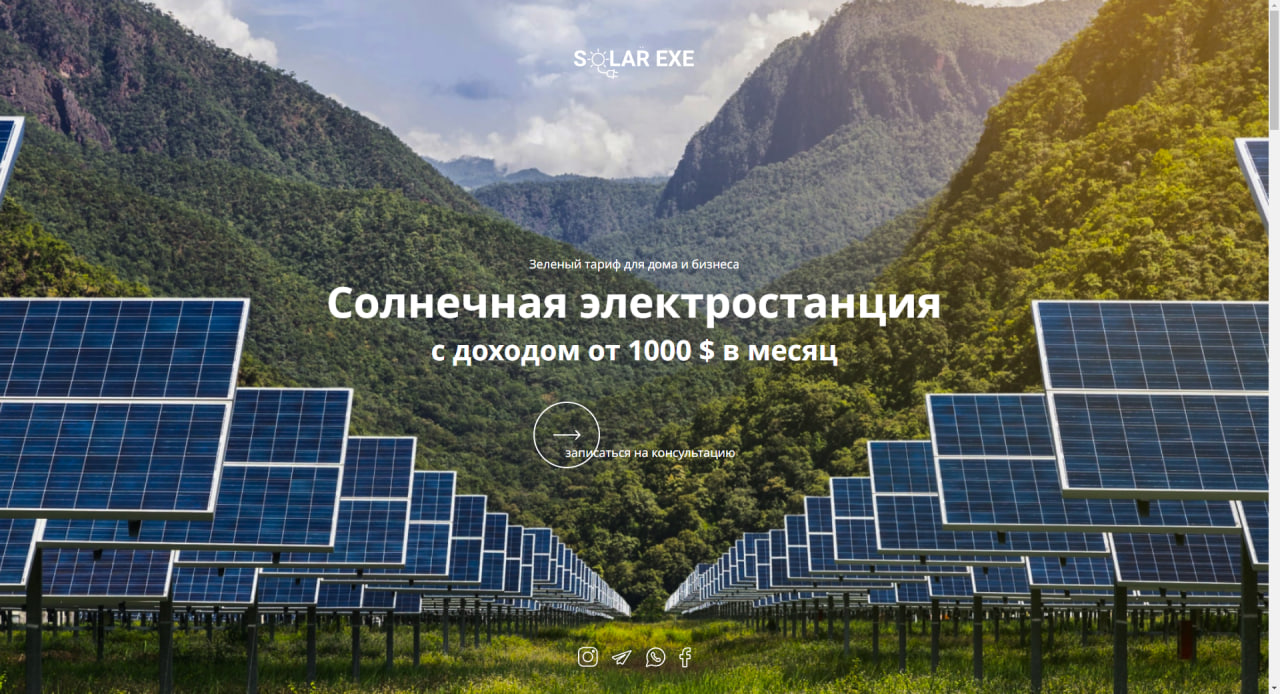 SOLAR EXE
Зеленый тариф для дома и бизнеса
Солнечная электростанция
с доходом от 1000 $ в месяц
записаться на консультацию